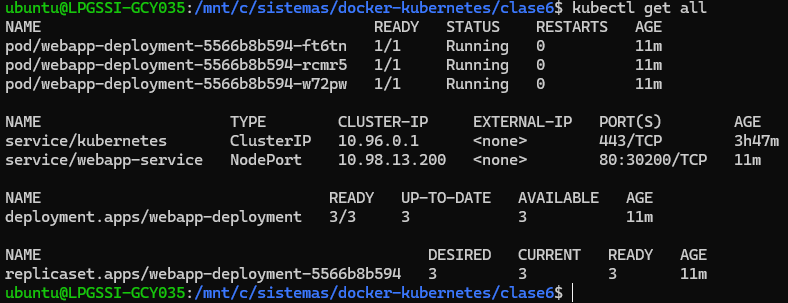 ubuntu@LPGSSI-GCY035:/mnt/c/sistemas/docker-kubernetes/clase6$ kubectl get all
NAME READY STATUS RESTARTS AGE
pod/webapp-deployment-5566b8b594-ft6tn 1/1 Running 0 11m
pod/webapp-deployment-5566b8b594-rcmr5 1/1 Running 0 11m
pod/webapp-deployment-5566b8b594-w72pw 1/1 Running 0 11m
NAME TYPE CLUSTER-IP EXTERNAL-IP PORT(S) AGE
service/kubernetes ClusterIP 10.96.0.1 <none> 443/TCP 3h47m
service/webapp-service NodePort 10.98.13.200 <none> 80:30200/TCP 11m
NAME READY UP-TO-DATE AVAILABLE AGE
deployment.apps/webapp-deployment 3/3 3 3 11m
NAME DESIRED CURRENT READY AGE
replicaset.apps/webapp-deployment-5566b8b594 3 3 3 11m
ubuntu@LPGSSI-GCY035:/mnt/c/sistemas/docker-kubernetes/clase6$